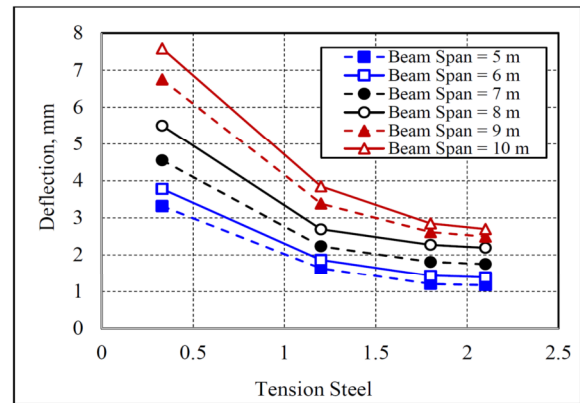 8
7
6
5
4
3
2
1
0
Deflection, mm
Beam Span = 5 m
Beam Span = 6 m
Beam Span = 7 m
Beam Span = 8 m
Beam Span = 9 m
Beam Span = 10 m
0 0.5 1 1.5 2 2.5
Tension Steel